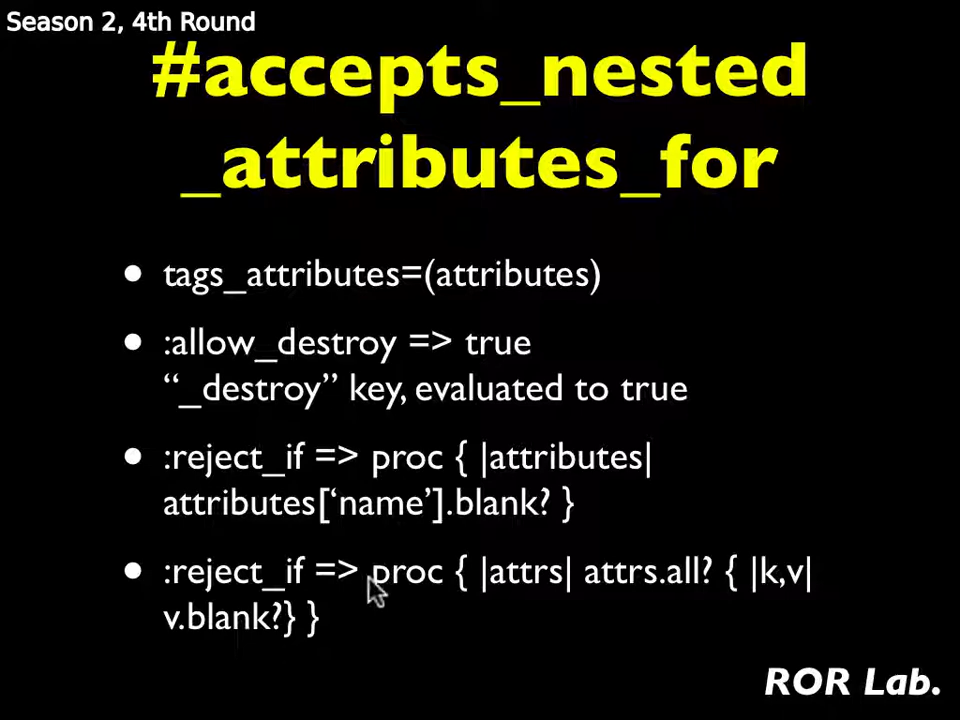 Season 2, 4th Round
#accepts_nested
_attributes_for
• tags_attributes=(attributes)
• :allow_destroy => true
“_destroy” key, evaluated to true
• :reject_if => proc { |attributes|
attributes[‘name’].blank? }
• :reject_if => proc { |attrs| attrs.all? { |k,v|
v.blank?} }
ROR Lab.